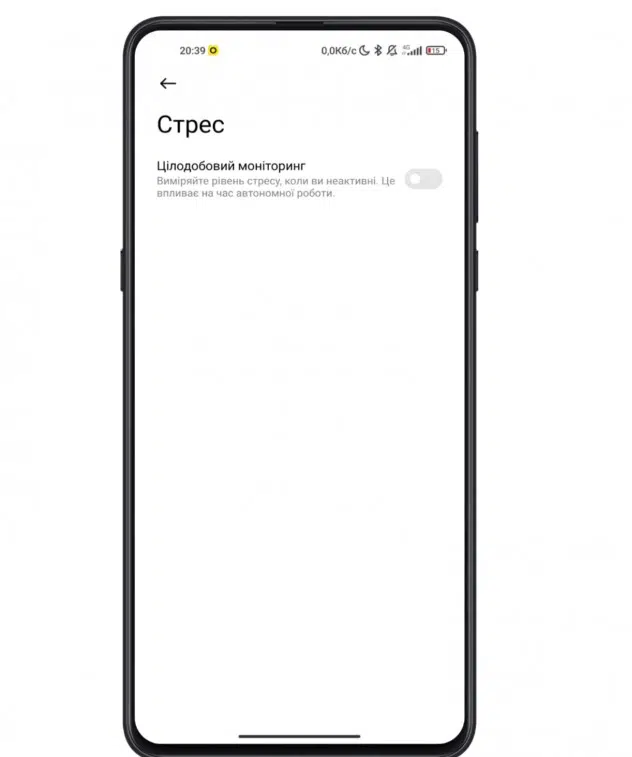 20:39 0,0Кб/с 4G 15
Стрес
Цілодобовий моніторинг
Виміряйте рівень стресу, коли ви неактивні. Це
впливає на час автономної роботи.